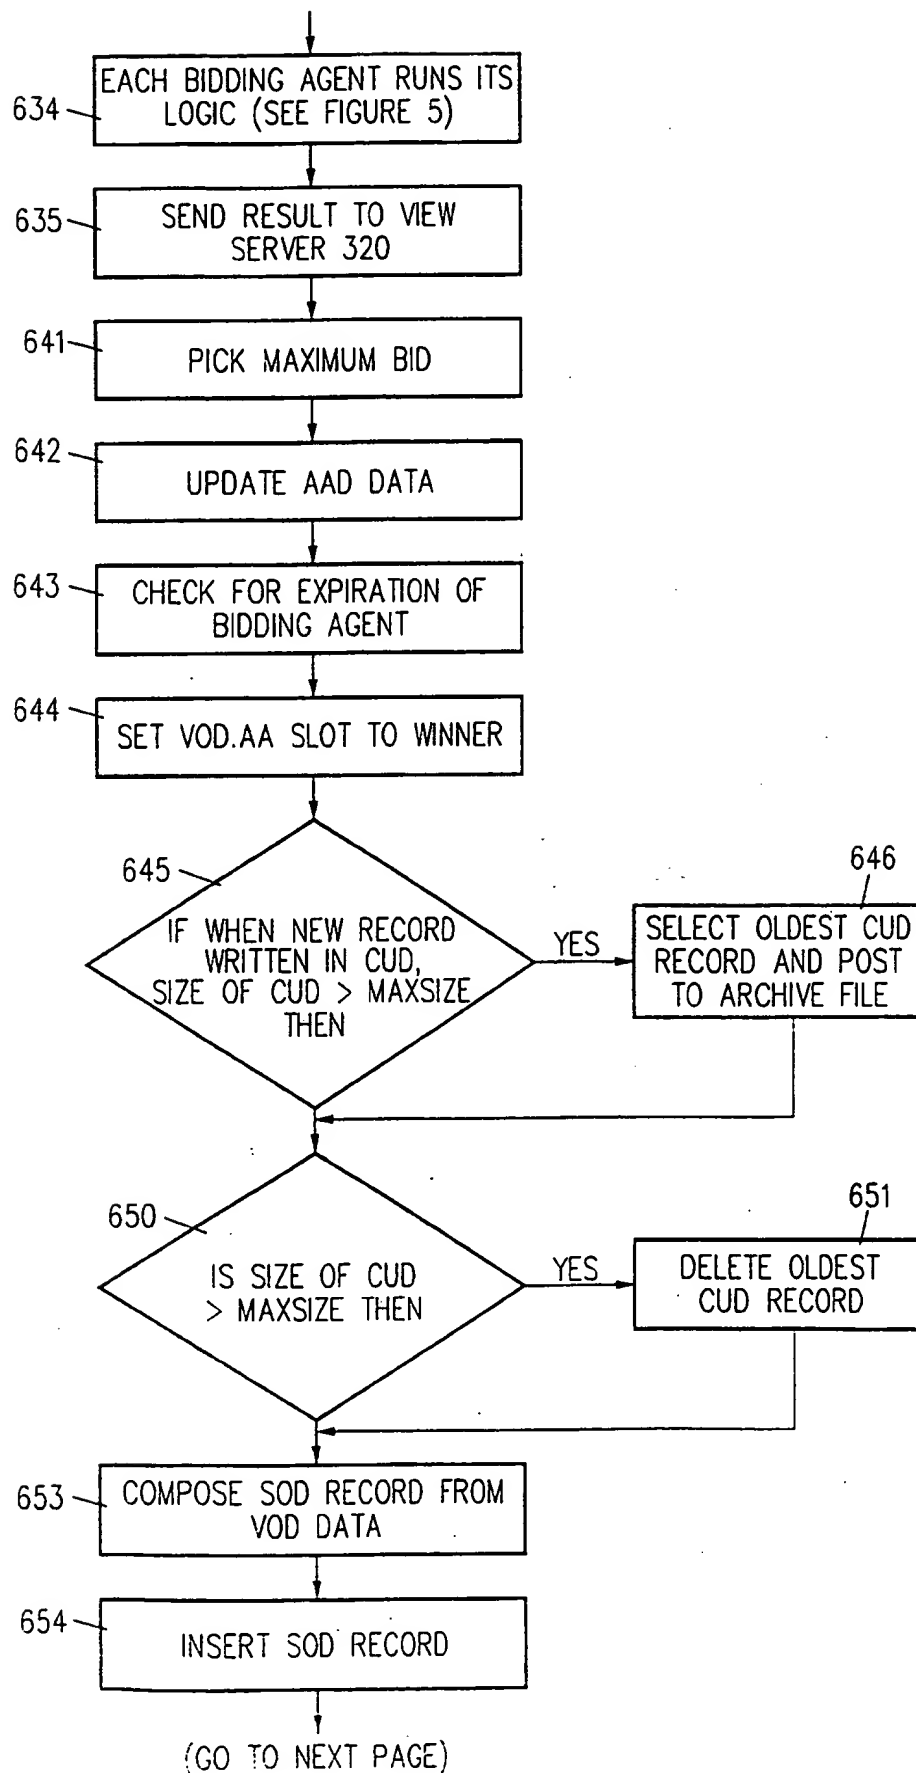 EACH BIDDING AGENT RUNS ITS
LOGIC (SEE FIGURE 5)
634
SEND RESULT TO VIEW
SERVER 320
635
641
PICK MAXIMUM BID
642
UPDATE AAD DATA
643
CHECK FOR EXPIRATION OF
BIDDING AGENT
644
SET VOD.AA SLOT TO WINNER
645
IF WHEN NEW RECORD
WRITTEN IN CUD,
SIZE OF CUD > MAXSIZE
THEN
YES
646
SELECT OLDEST CUD
RECORD AND POST
TO ARCHIVE FILE
650
IS SIZE OF CUD
> MAXSIZE THEN
YES
651
DELETE OLDEST
CUD RECORD
653
COMPOSE SOD RECORD FROM
VOD DATA
654
INSERT SOD RECORD
(GO TO NEXT PAGE)